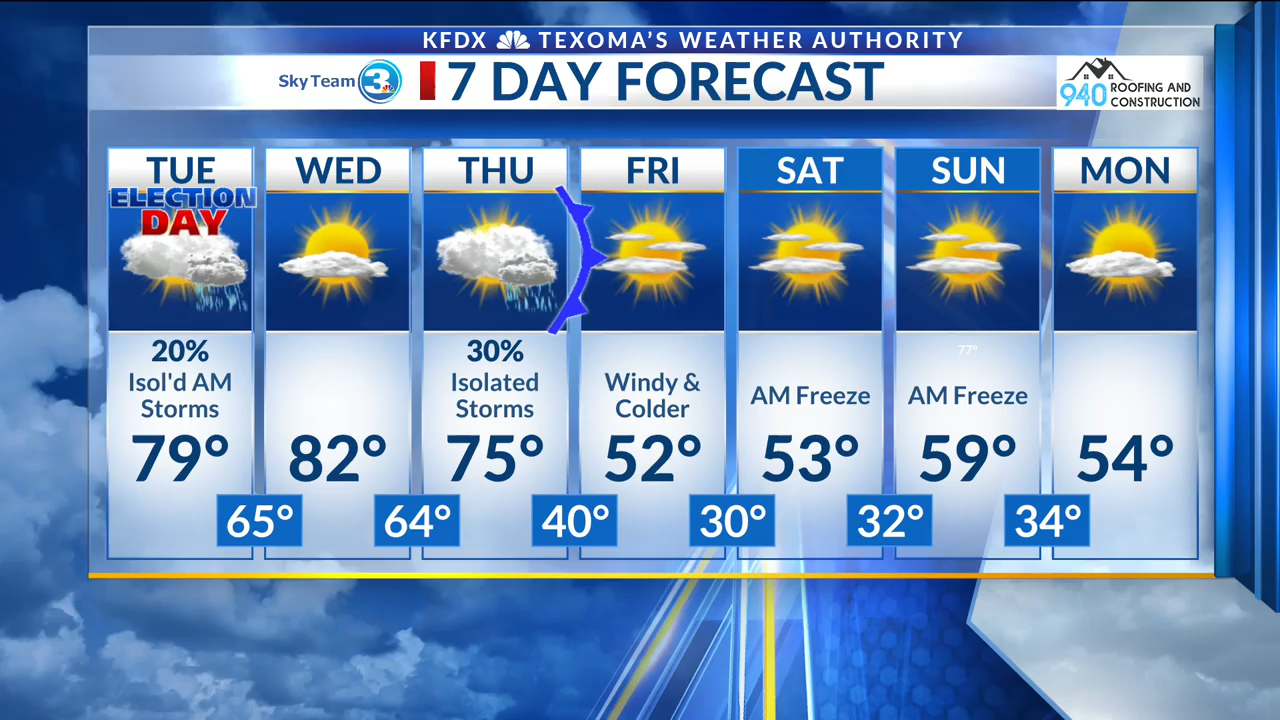 KFDX TEXOMA'S WEATHER AUTHORITY
SkyTeam 3 7 DAY FORECAST
940 ROOFING AND CONSTRUCTION
TUE WED THU FRI SAT SUN MON
ELECTION
DAY
20% 30% 77°
Isol'd AM Storms
Isolated Storms
Windy & Colder
AM Freeze
AM Freeze
79° 82° 75° 52° 53° 59° 54°
65° 64° 40° 30° 32° 34°